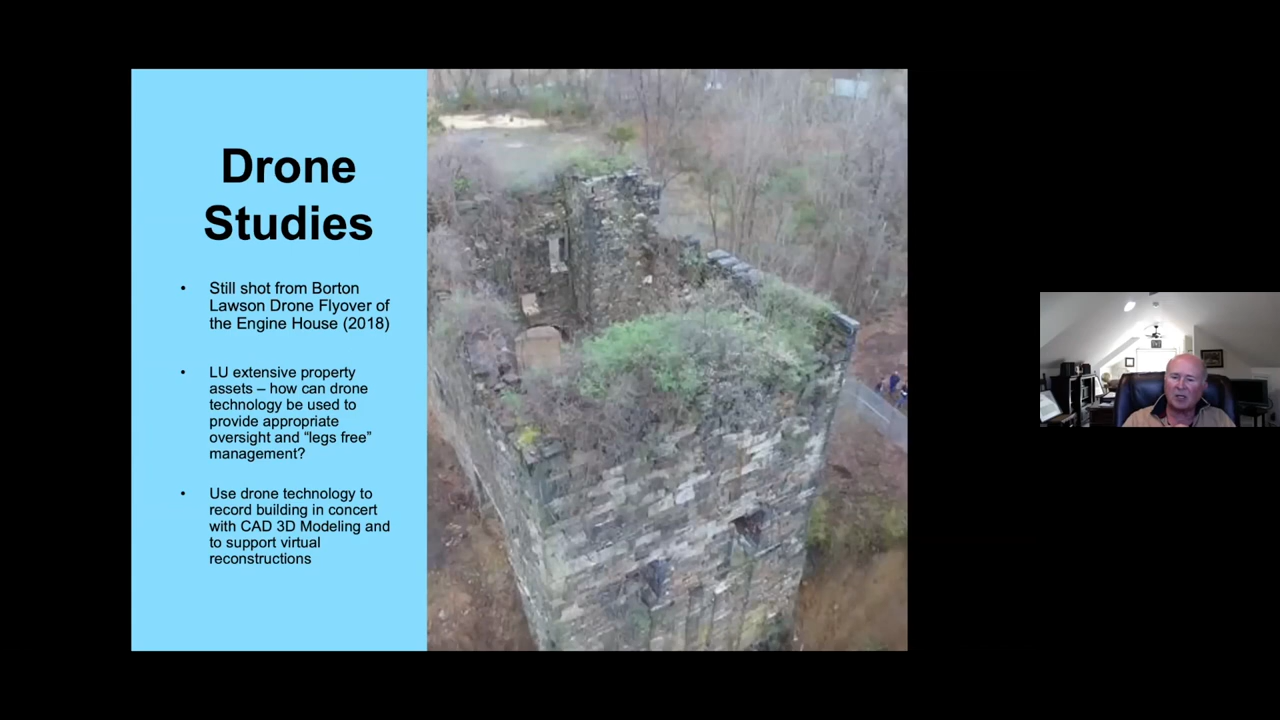 Drone
Studies
• Still shot from Borton
Lawson Drone Flyover of
the Engine House (2018)
• LU extensive property
assets – how can drone
technology be used to
provide appropriate
oversight and “legs free”
management?
• Use drone technology to
record building in concert
with CAD 3D Modeling and
to support virtual
reconstructions